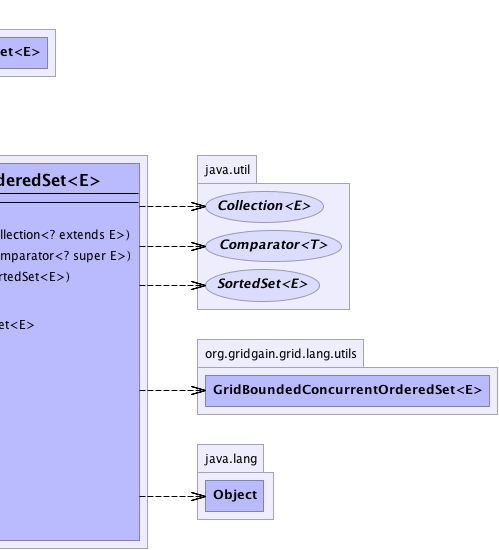 et<E>
deredSet<E>
llection<? extends E>)
mparator<? super E>)
rtedSet<E>)
et<E>
java.util
Collection<E>
Comparator<T>
SortedSet<E>
org.gridgain.grid.lang.utils
GridBoundedConcurrentOrderedSet<E>
java.lang
Object